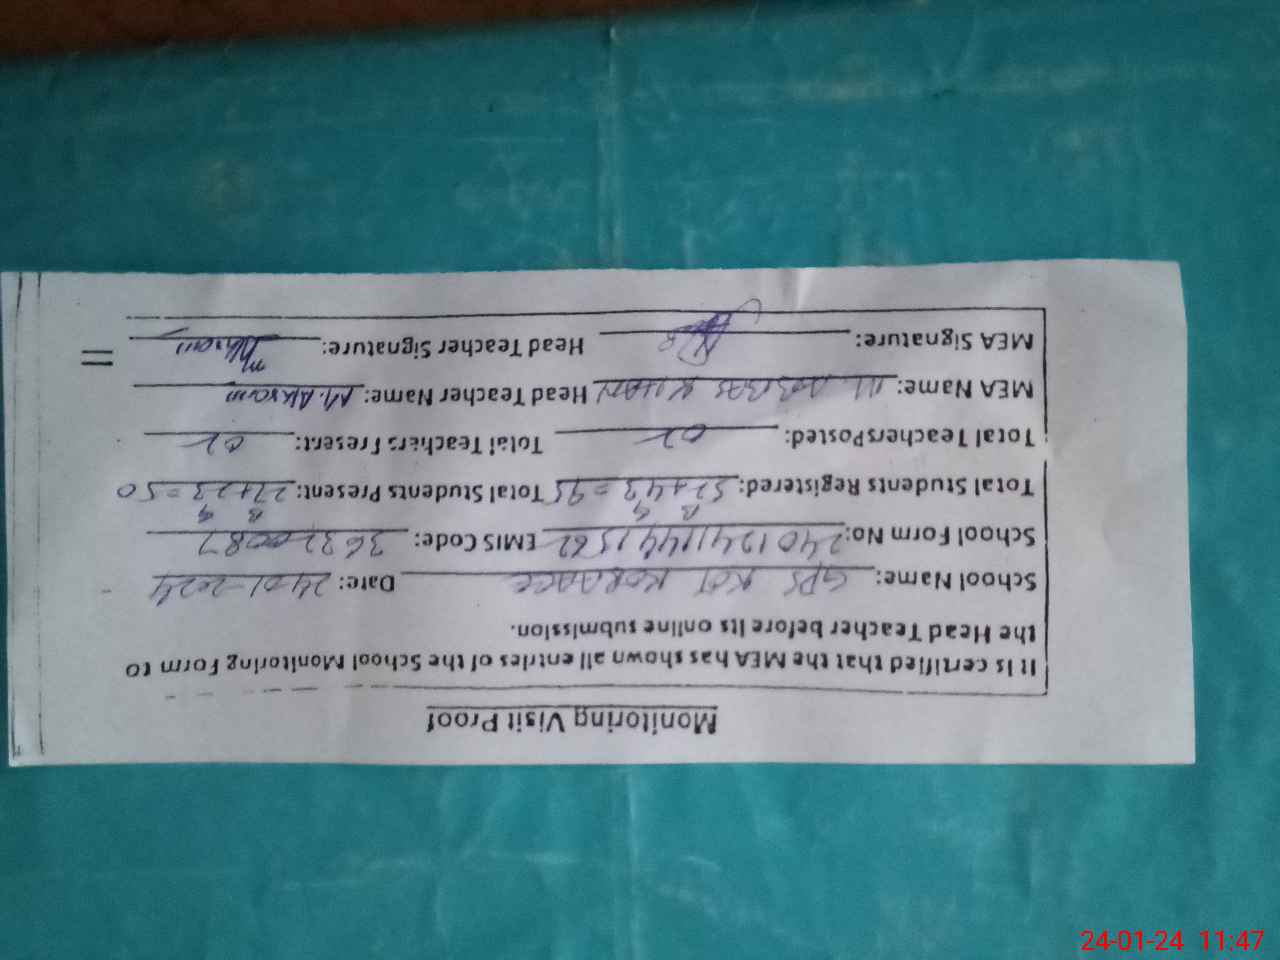 Monitoring Visit Proof
It is certified that the MEA has shown all entries of the School Monitoring Form to
the Head Teacher before its online submission.
School Name: GPS KOT Date: 24-01-2024
School Form No: EMIS Code: 36320087
B G B G
Total Students Registered: 52+43 = 95 Total Students Present: 27+23 = 50
Total Teachers Posted: 02 Total Teachers Present: 02
MEA Name: M. ABBAS KHAN Head Teacher Name: M. Akram
MEA Signature: Head Teacher Signature: M Akram
24-01-24 11:47